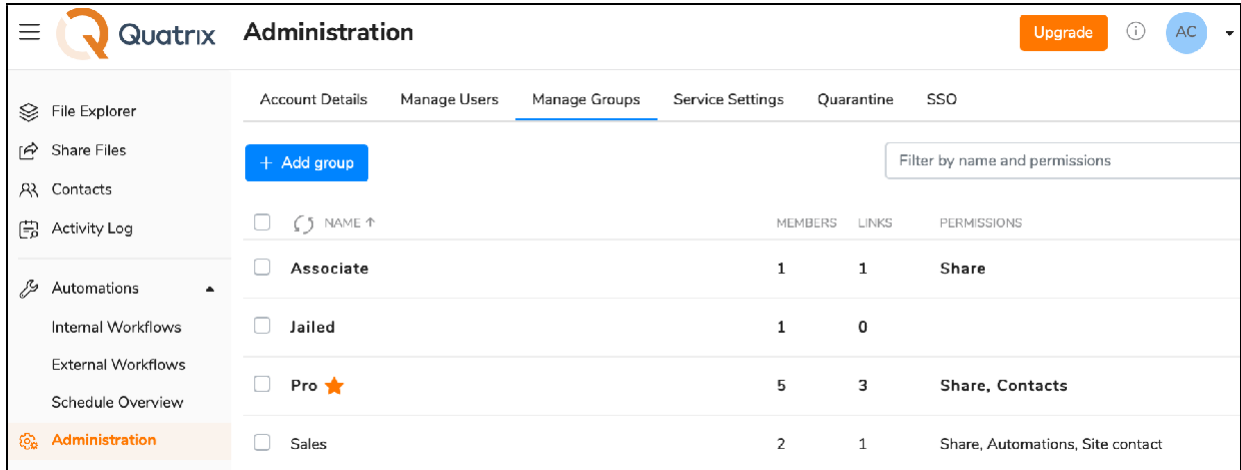 Quatrix
Administration
Upgrade
AC
File Explorer
Share Files
Contacts
Activity Log
Automations
Internal Workflows
External Workflows
Schedule Overview
Administration
Account Details Manage Users Manage Groups Service Settings Quarantine SSO
+ Add group
Filter by name and permissions
NAME ↑ MEMBERS LINKS PERMISSIONS
Associate 1 1 Share
Jailed 1 0
Pro 5 3 Share, Contacts
Sales 2 1 Share, Automations, Site contact